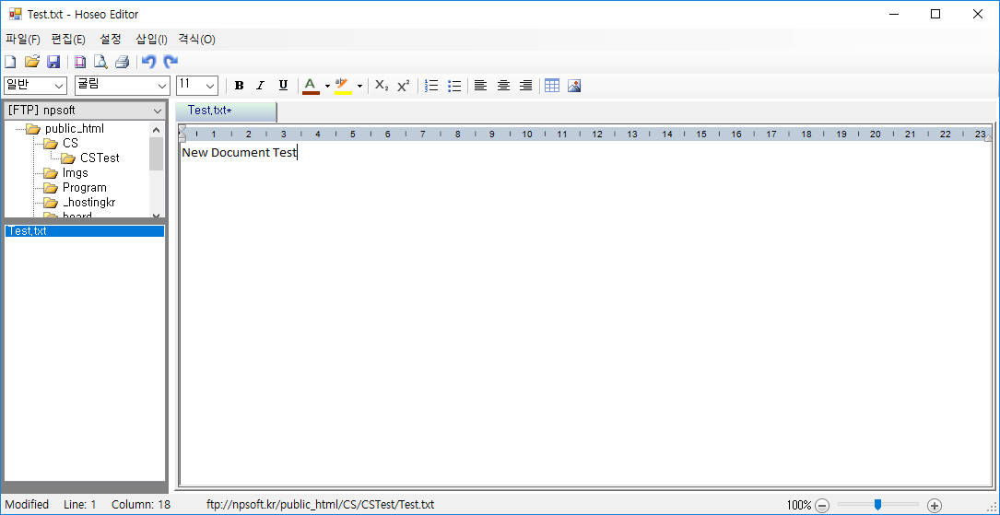 Test.txt - Hoseo Editor
파일(F) 편집(E) 설정 삽입(I) 격식(O)
일반 굴림 11 B I U A ab X₂ X²
[FTP] npsoft
public_html
CS
CSTest
Imgs
Program
_hostingkr
board
Test.txt
Test.txt*
1 2 3 4 5 6 7 8 9 10 11 12 13 14 15 16 17 18 19 20 21 22 23
New Document Test
Modified Line: 1 Column: 18 ftp://npsoft.kr/public_html/CS/CSTest/Test.txt 100%